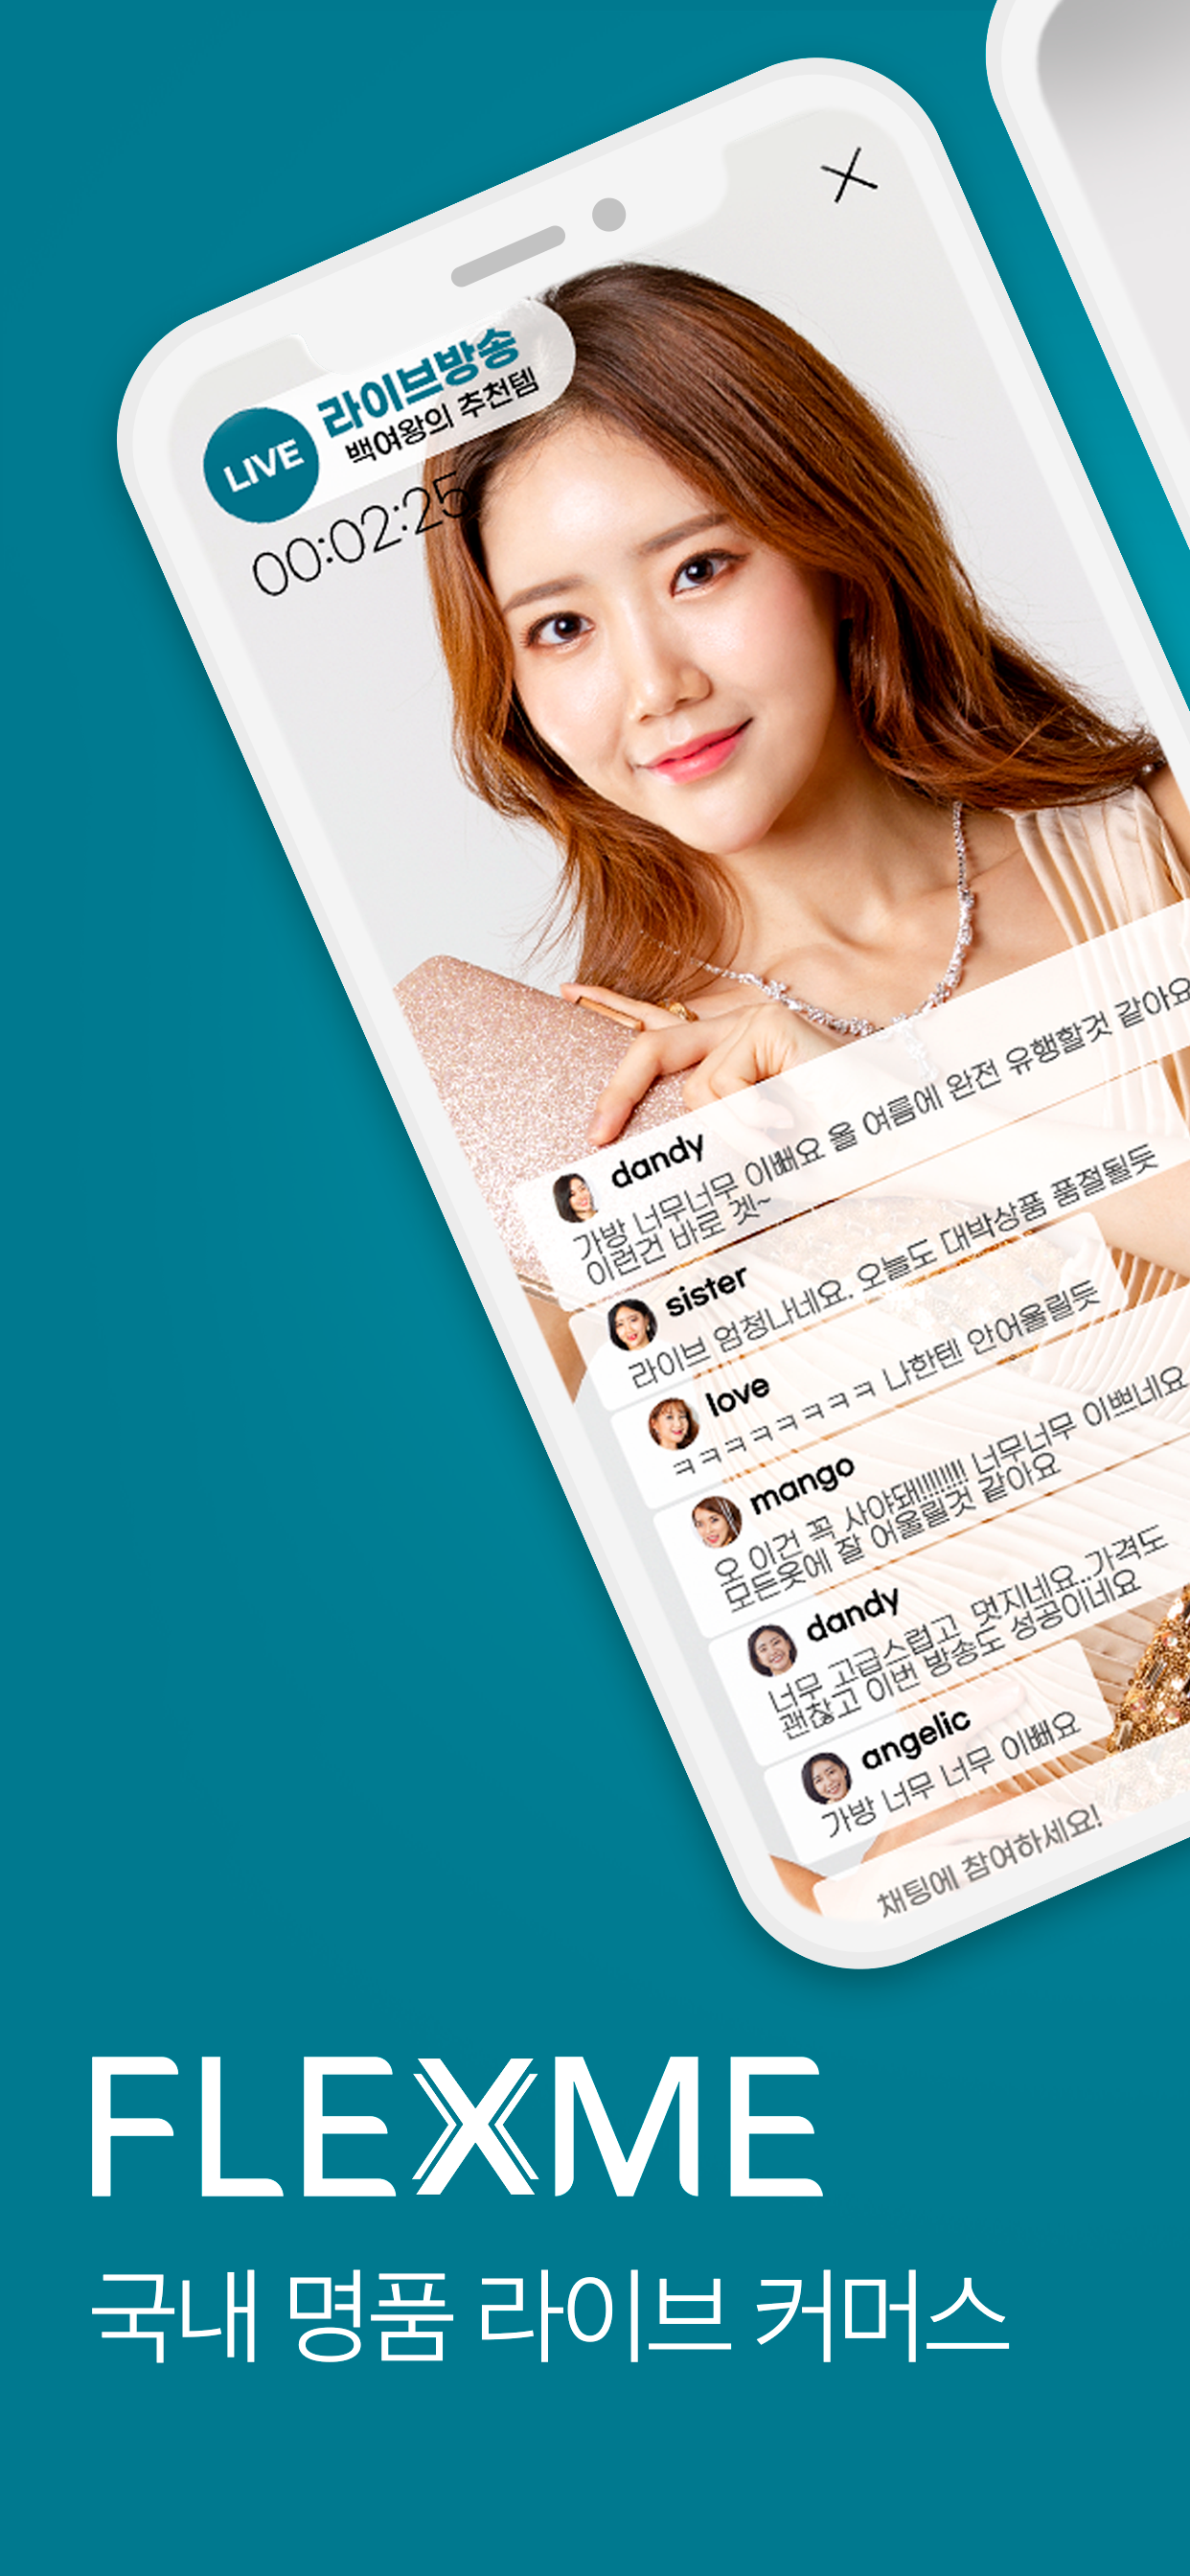 LIVE
라이브방송
백여왕의 추천템
00:02:25
dandy
가방 너무너무 이뻐요 올 여름에 완전 유행할것 같아요
이런건 바로 겟~
sister
라이브 엄청나네요. 오늘도 대박상품 품절될듯
love
ㅋㅋㅋㅋㅋㅋㅋㅋ 나한텐 안어울릴듯
mango
오 이건 꼭 사야돼!!!!!!!!! 너무너무 이쁘네요
모든옷에 잘 어울릴것 같아요
dandy
너무 고급스럽고 멋지네요..가격도
괜찮고 이번 방송도 성공이네요
angelic
가방 너무 너무 이뻐요
채팅에 참여하세요!
FLEXME
국내 명품 라이브 커머스